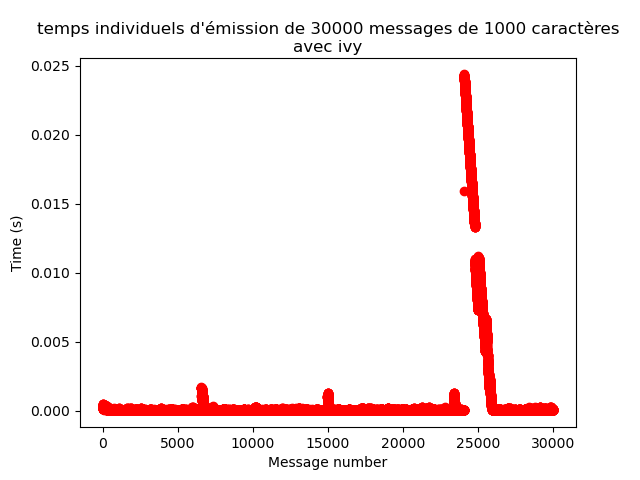 temps individuels d'émission de 30000 messages de 1000 caractères
avec ivy
0.025
0.020
0.015
0.010
0.005
0.000
Time (s)
0 5000 10000 15000 20000 25000 30000
Message number